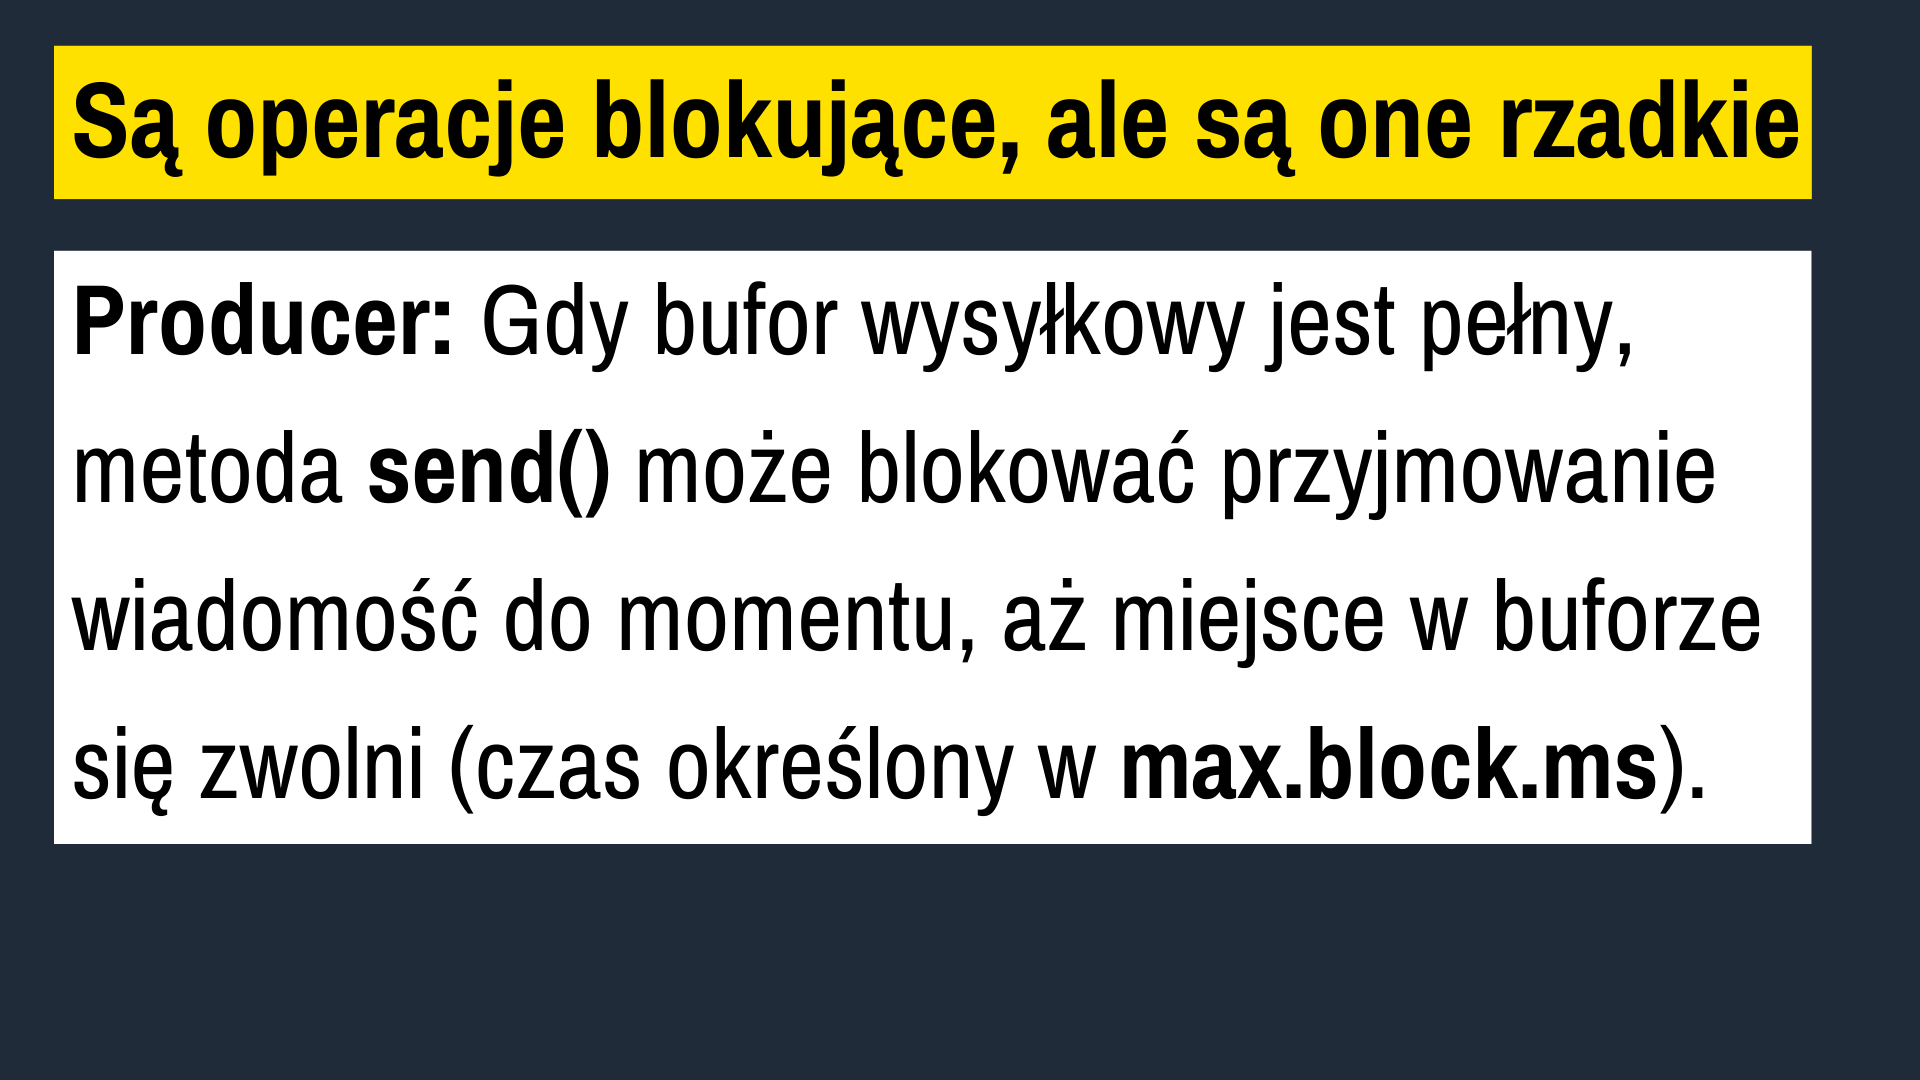 Są operacje blokujące, ale są one rzadkie
Producer: Gdy bufor wysyłkowy jest pełny,
metoda send() może blokować przyjmowanie
wiadomość do momentu, aż miejsce w buforze
się zwolni (czas określony w max.block.ms).